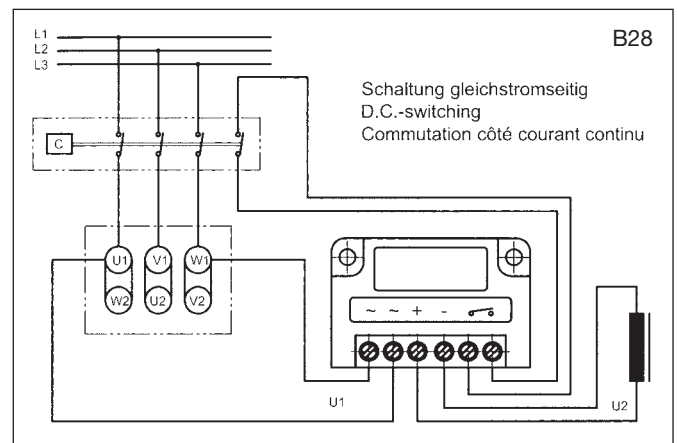 B28
L1
L2
L3
Schaltung gleichstromseitig
D.C.-switching
Commutation côté courant continu
C
U1 V1 W1
W2 U2 V2
~ ~ + -
U1
U2